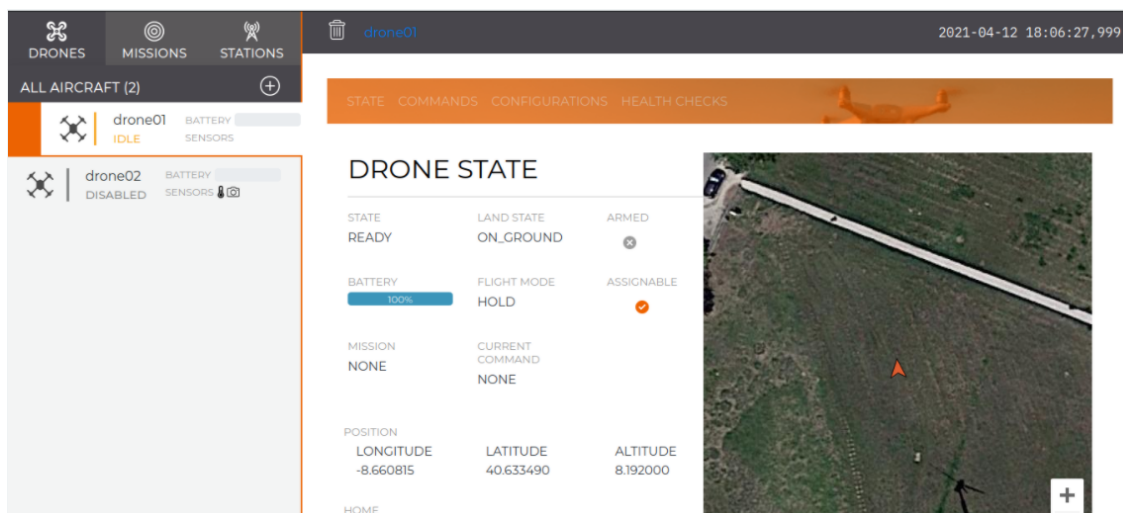 drone01 2021-04-12 18:06:27,999
DRONES MISSIONS STATIONS
ALL AIRCRAFT (2)
drone01 BATTERY
IDLE SENSORS
drone02 BATTERY
DISABLED SENSORS
STATE COMMANDS CONFIGURATIONS HEALTH CHECKS
DRONE STATE
STATE LAND STATE ARMED
READY ON_GROUND
BATTERY FLIGHT MODE ASSIGNABLE
100% HOLD
MISSION CURRENT COMMAND
NONE NONE
POSITION
LONGITUDE LATITUDE ALTITUDE
-8.660815 40.633490 8.192000
HOME
+